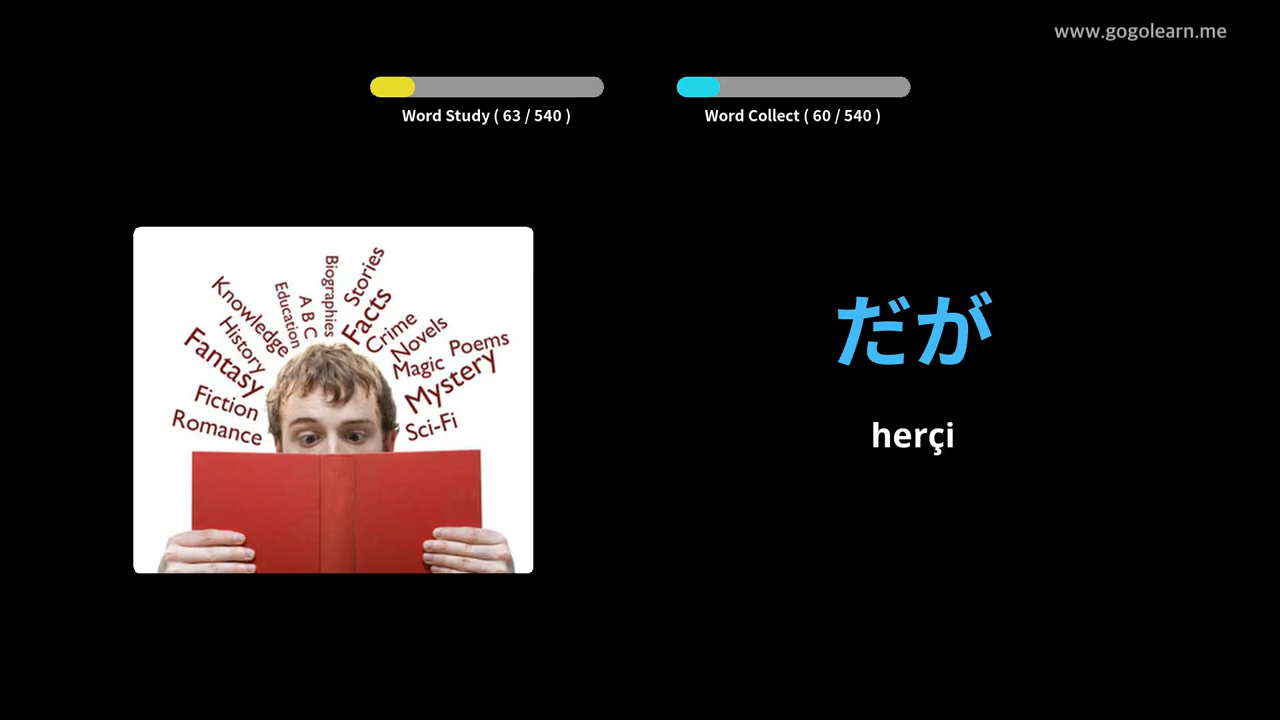 www.gogolearn.me
Word Study ( 63 / 540 )
Word Collect ( 60 / 540 )
Knowledge
History
Fantasy
Fiction
Romance
Education
A B C
Biographies
Stories
Facts
Crime
Novels
Magic
Poems
Mystery
Sci-Fi
だが
herçi